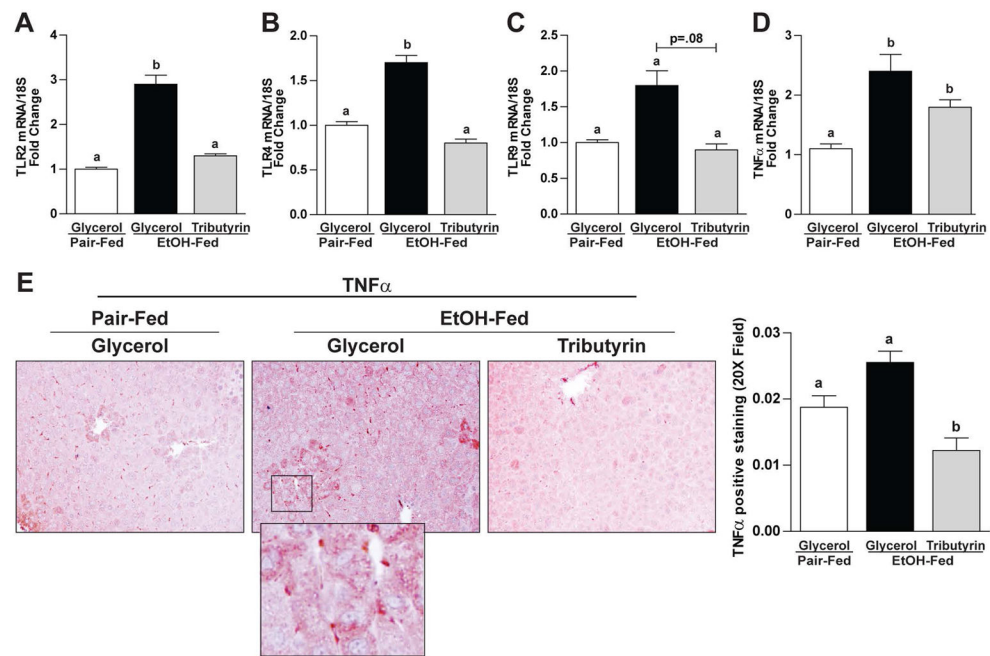 A
TLR2 mRNA/18S
Fold Change
4
3
2
1
0
a
b
a
Glycerol Glycerol Tributyrin
Pair-Fed EtOH-Fed
B
TLR4 mRNA/18S
Fold Change
2.0
1.5
1.0
0.5
0.0
a
b
a
Glycerol Glycerol Tributyrin
Pair-Fed EtOH-Fed
C
TLR9 mRNA/18S
Fold Change
2.5
2.0
1.5
1.0
0.5
0.0
p=.08
a
a
a
Glycerol Glycerol Tributyrin
Pair-Fed EtOH-Fed
D
TNFα mRNA/18S
Fold Change
3
2
1
0
a
b
b
Glycerol Glycerol Tributyrin
Pair-Fed EtOH-Fed
E
TNFα
Pair-Fed EtOH-Fed
Glycerol Glycerol Tributyrin
TNFα positive staining (20X Field)
0.03
0.02
0.01
0.00
a
a
b
Glycerol Glycerol Tributyrin
Pair-Fed EtOH-Fed